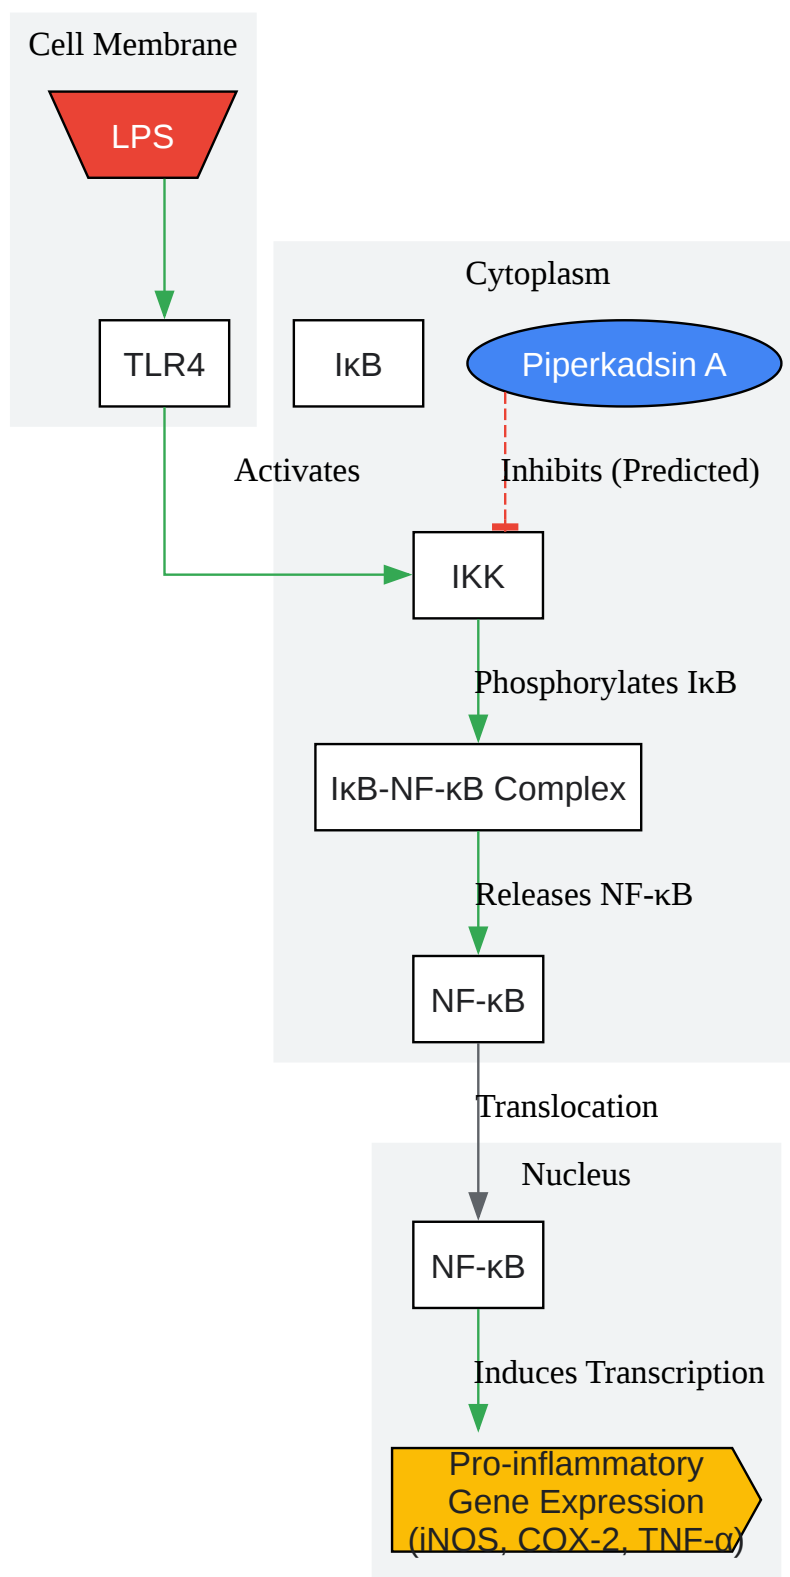 Cell Membrane
LPS
Cytoplasm
TLR4
IκB
Piperkadsin A
Activates
Inhibits (Predicted)
IKK
Phosphorylates IκB
IκB-NF-κB Complex
Releases NF-κB
NF-κB
Translocation
Nucleus
NF-κB
Induces Transcription
Pro-inflammatory
Gene Expression
(iNOS, COX-2, TNF-α)